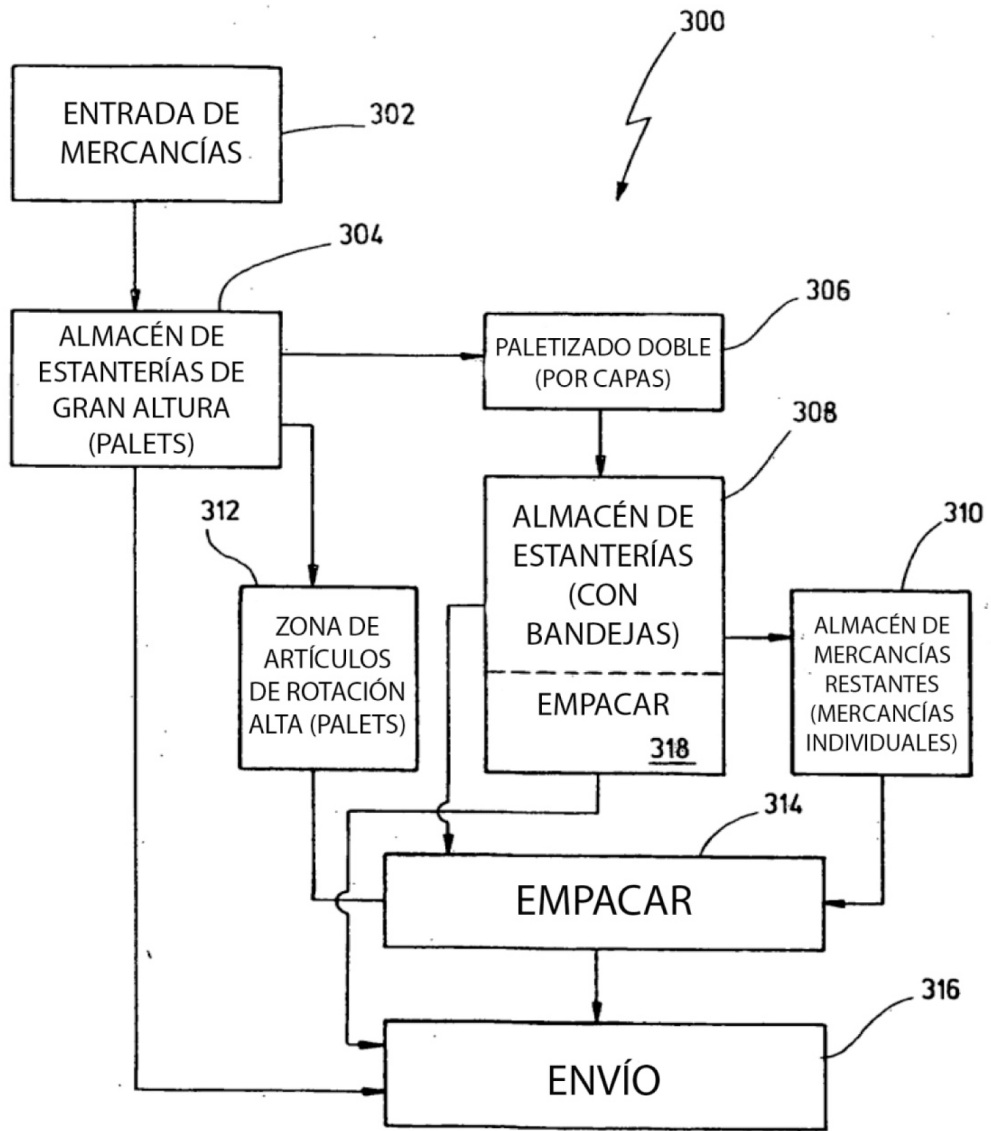 300
ENTRADA DE
MERCANCÍAS
302
304
ALMACÉN DE
ESTANTERÍAS DE
GRAN ALTURA
(PALETS)
306
PALETIZADO DOBLE
(POR CAPAS)
308
ALMACÉN DE
ESTANTERÍAS
(CON
BANDEJAS)
EMPACAR
318
310
ALMACÉN DE
MERCANCÍAS
RESTANTES
(MERCANCÍAS
INDIVIDUALES)
312
ZONA DE
ARTÍCULOS
DE ROTACIÓN
ALTA (PALETS)
314
EMPACAR
316
ENVÍO